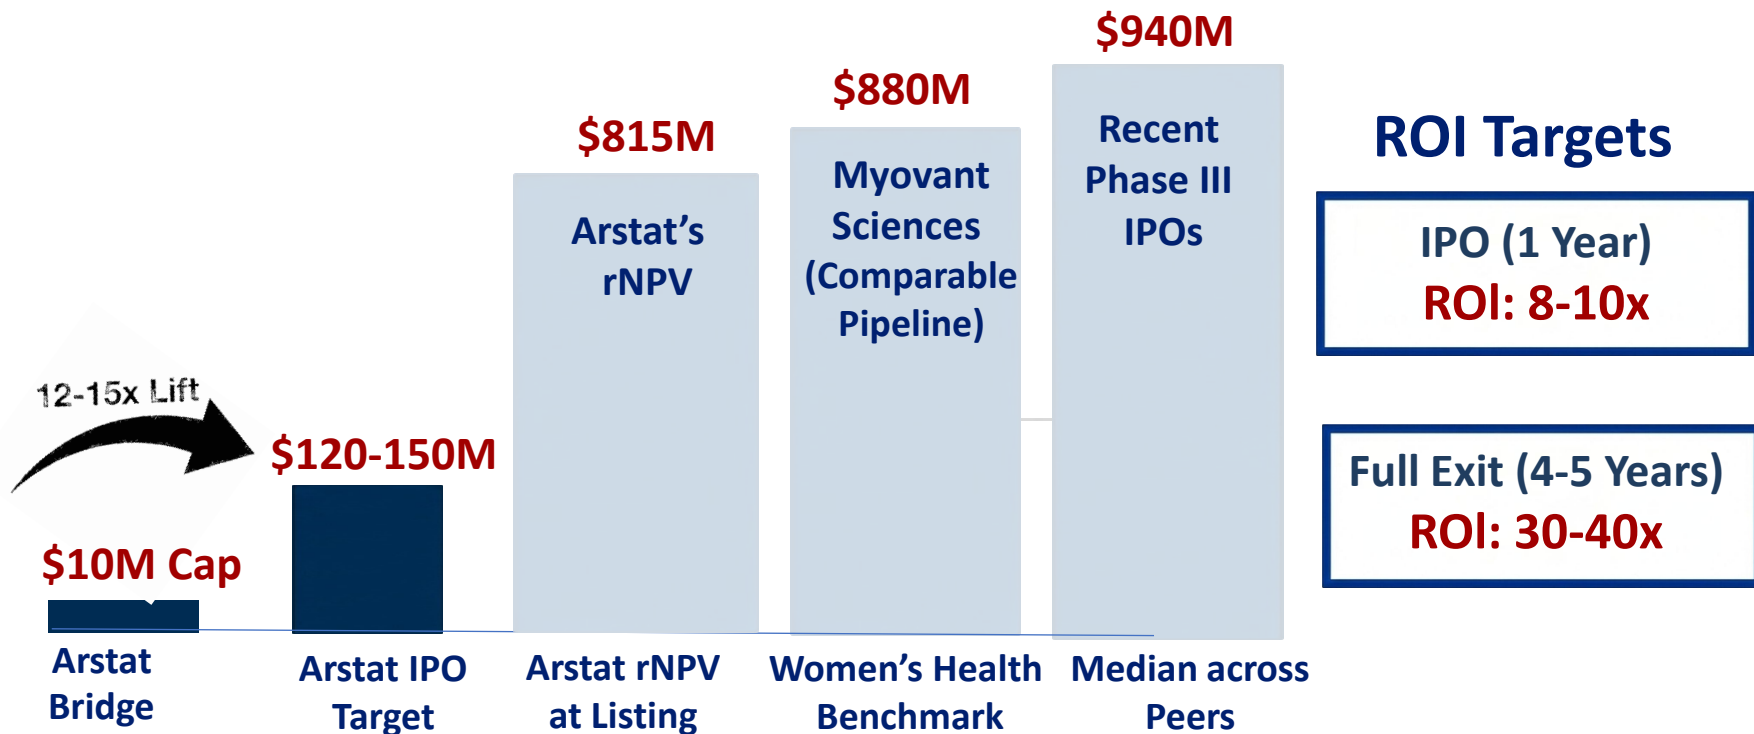 $940M
$880M
$815M
Recent
Phase III
IPOs
Myovant
Sciences
(Comparable
Pipeline)
Arstat’s
rNPV
12-15x Lift
$120-150M
$10M Cap
Arstat
Bridge
Arstat IPO
Target
Arstat rNPV
at Listing
Women’s Health
Benchmark
Median across
Peers
ROI Targets
IPO (1 Year)
ROI: 8-10x
Full Exit (4-5 Years)
ROI: 30-40x